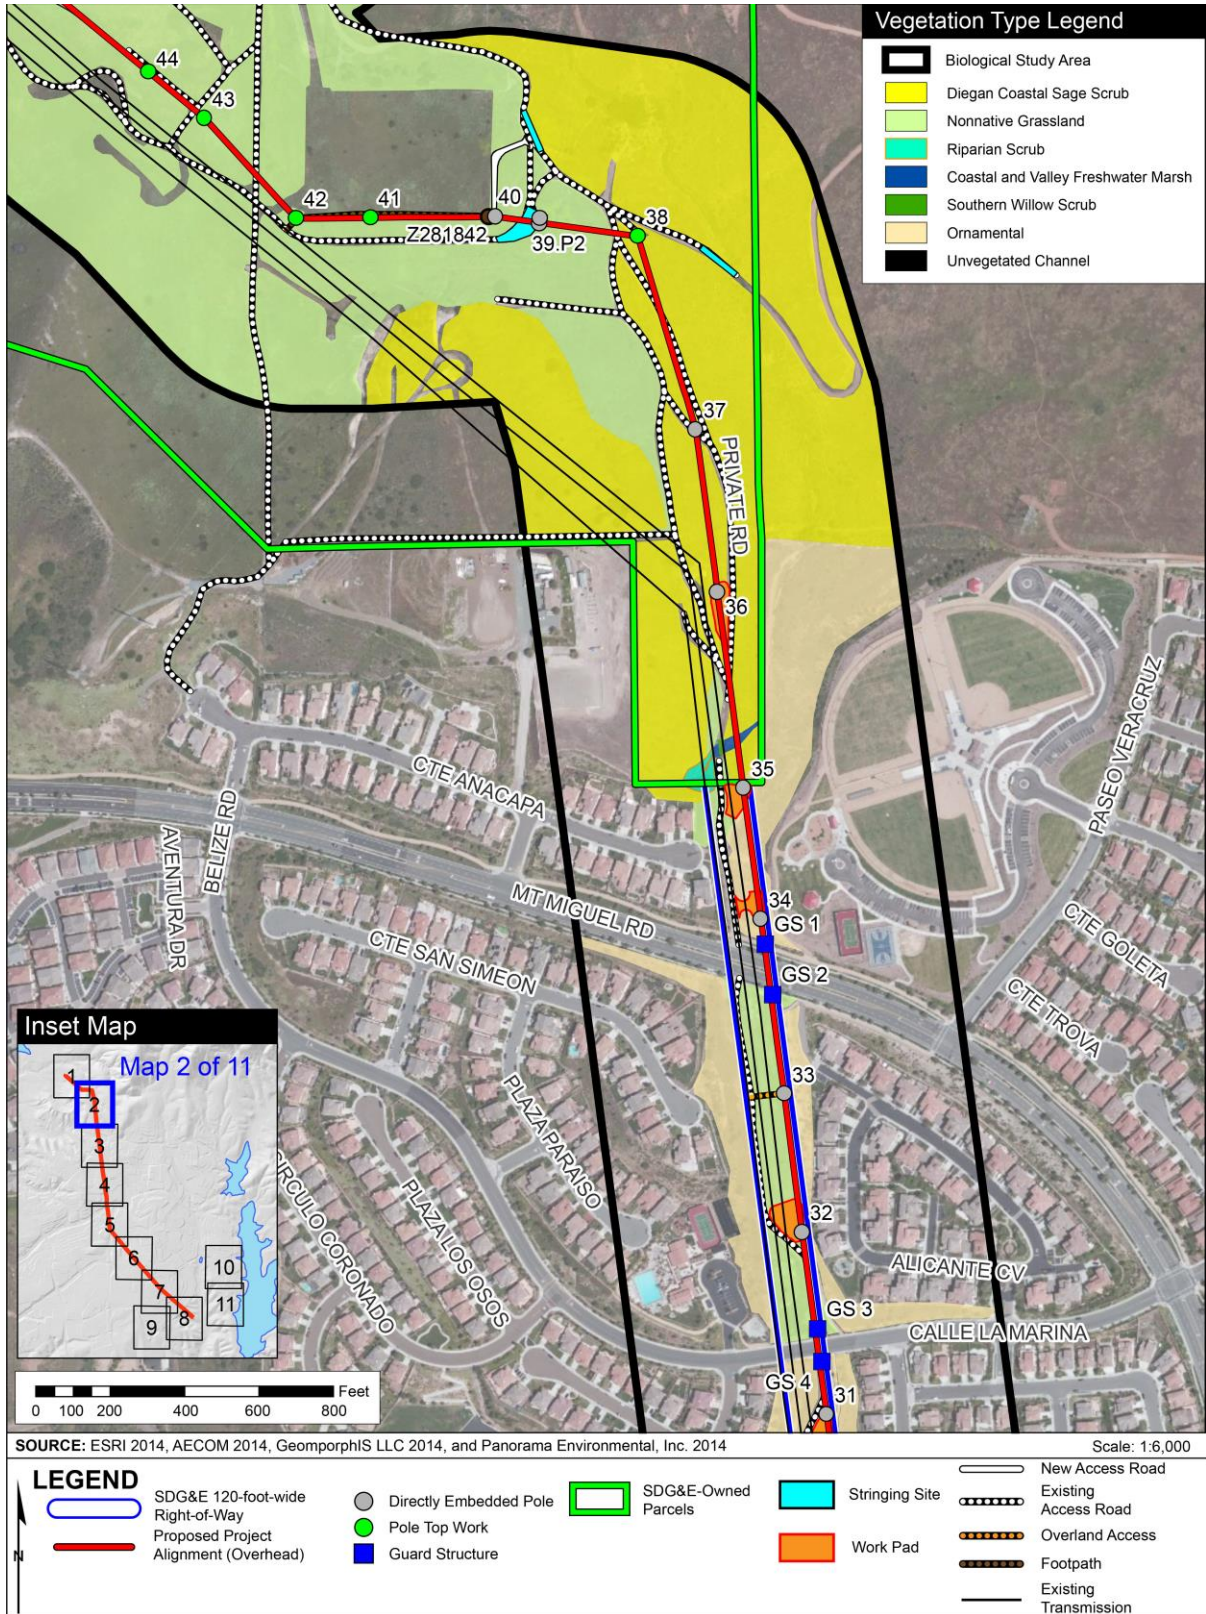 Vegetation Type Legend
Biological Study Area
Diegan Coastal Sage Scrub
Nonnative Grassland
Riparian Scrub
Coastal and Valley Freshwater Marsh
Southern Willow Scrub
Ornamental
Unvegetated Channel
44
43
42
41
40
Z281842
39.P2
38
37
PRIVATE RD
36
35
CTE ANACAPA
BELIZE RD
AVENTURA DR
MT MIGUEL RD
34
GS 1
GS 2
PASEO VERACRUZ
CTE GOLETA
CTE TROVA
CTE SAN SIMEON
33
PLAZA PARAISO
PLAZA LOS OSOS
CIRCULO CORONADO
32
ALICANTE CV
GS 3
CALLE LA MARINA
GS 4
31
Inset Map
Map 2 of 11
1
2
3
4
5
6
7
8
9
10
11
Feet
0 100 200 400 600 800
SOURCE: ESRI 2014, AECOM 2014, GeomporphIS LLC 2014, and Panorama Environmental, Inc. 2014
Scale: 1:6,000
LEGEND
N
SDG&E 120-foot-wide
Right-of-Way
Proposed Project
Alignment (Overhead)
Directly Embedded Pole
Pole Top Work
Guard Structure
SDG&E-Owned
Parcels
Stringing Site
Work Pad
New Access Road
Existing
Access Road
Overland Access
Footpath
Existing
Transmission